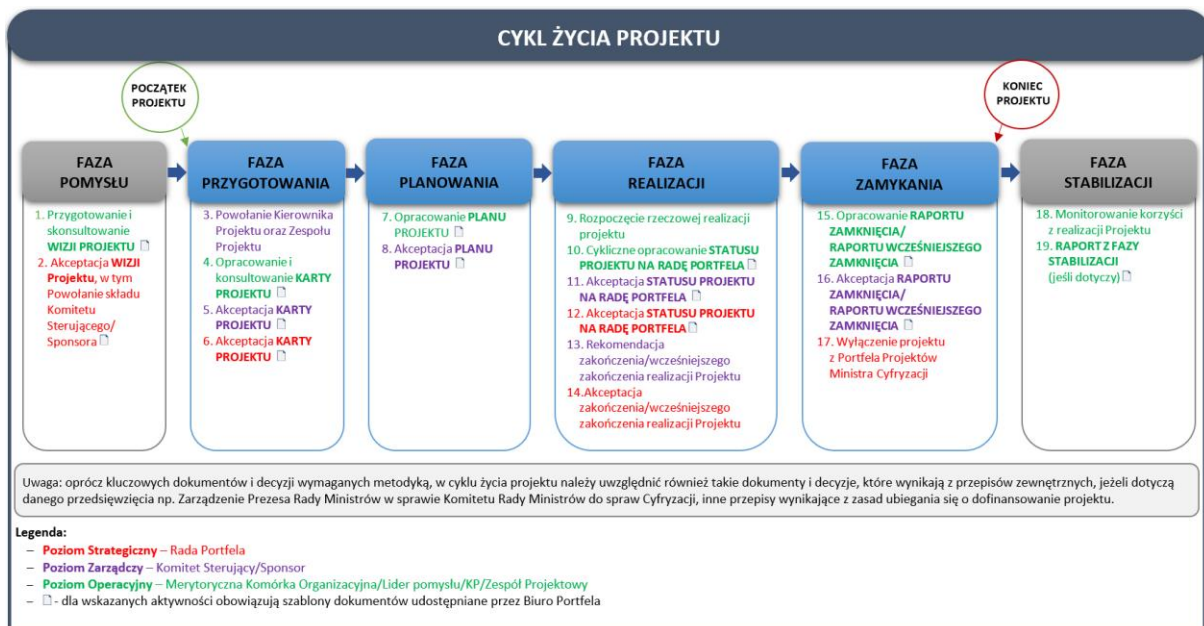 CYKL ŻYCIA PROJEKTU
POCZĄTEK
PROJEKTU
KONIEC
PROJEKTU
FAZA
POMYSŁU
1. Przygotowanie i
skonsultowanie
WIZJI PROJEKTU
2. Akceptacja WIZJI
Projektu, w tym
Powołanie składu
Komitetu
Sterującego/
Sponsora
FAZA
PRZYGOTOWANIA
3. Powołanie Kierownika
Projektu oraz Zespołu
Projektu
4. Opracowanie i
konsultowanie KARTY
PROJEKTU
5. Akceptacja KARTY
PROJEKTU
6. Akceptacja KARTY
PROJEKTU
FAZA
PLANOWANIA
7. Opracowanie PLANU
PROJEKTU
8. Akceptacja PLANU
PROJEKTU
FAZA
REALIZACJI
9. Rozpoczęcie rzeczowej realizacji
projektu
10. Cykliczne opracowanie STATUSU
PROJEKTU NA RADĘ PORTFELA
11. Akceptacja STATUSU PROJEKTU
NA RADĘ PORTFELA
12. Akceptacja STATUSU PROJEKTU
NA RADĘ PORTFELA
13. Rekomendacja
zakończenia/wcześniejszego
zakończenia realizacji Projektu
14.Akceptacja
zakończenia/wcześniejszego
zakończenia realizacji Projektu
FAZA
ZAMYKANIA
15. Opracowanie RAPORTU
ZAMKNIĘCIA/
RAPORTU WCZEŚNIEJSZEGO
ZAMKNIĘCIA
16. Akceptacja RAPORTU
ZAMKNIĘCIA/
RAPORTU WCZEŚNIEJSZEGO
ZAMKNIĘCIA
17. Wyłączenie projektu
z Portfela Projektów
Ministra Cyfryzacji
FAZA
STABILIZACJI
18. Monitorowanie korzyści
z realizacji Projektu
19. RAPORT Z FAZY
STABILIZACJI
(jeśli dotyczy)
Uwaga: oprócz kluczowych dokumentów i decyzji wymaganych metodyką, w cyklu życia projektu należy uwzględnić również takie dokumenty i decyzje, które wynikają z przepisów zewnętrznych, jeżeli dotyczą
danego przedsięwzięcia np. Zarządzenie Prezesa Rady Ministrów w sprawie Komitetu Rady Ministrów do spraw Cyfryzacji, inne przepisy wynikające z zasad ubiegania się o dofinansowanie projektu.
Legenda:
– Poziom Strategiczny – Rada Portfela
– Poziom Zarządczy – Komitet Sterujący/Sponsor
– Poziom Operacyjny – Merytoryczna Komórka Organizacyjna/Lider pomysłu/KP/Zespół Projektowy
– - dla wskazanych aktywności obowiązują szablony dokumentów udostępniane przez Biuro Portfela